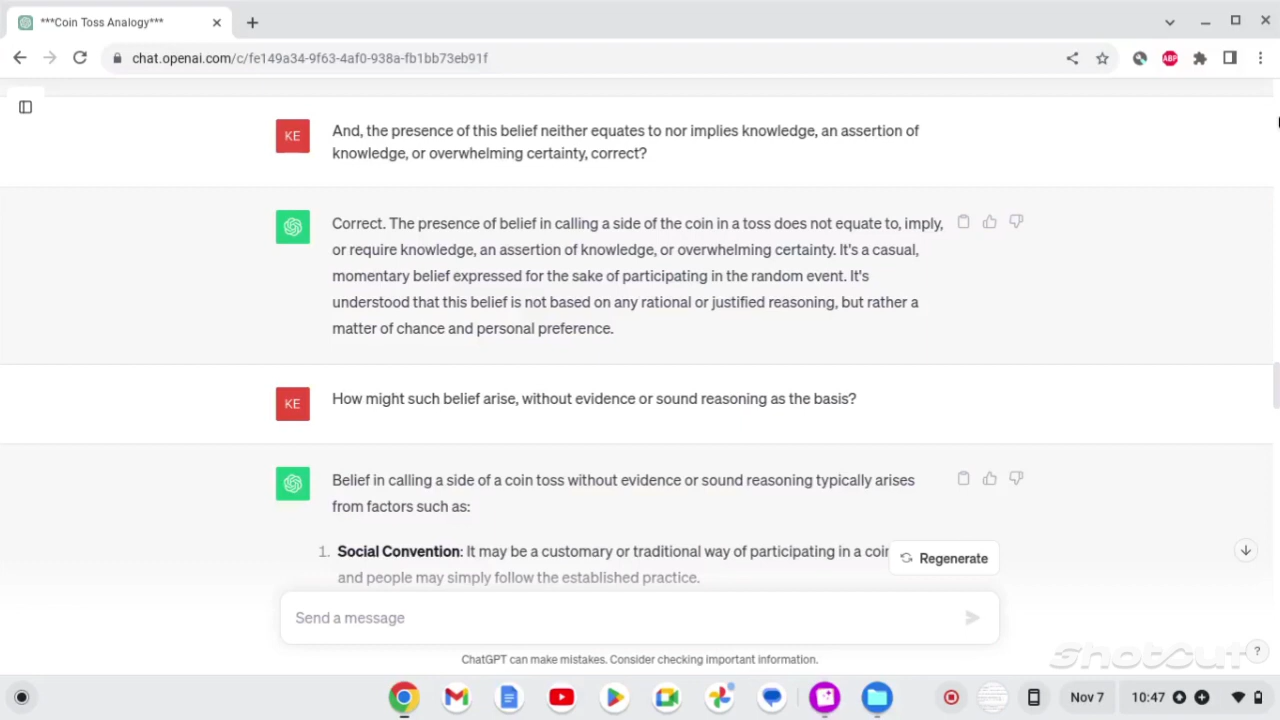 ***Coin Toss Analogy***
chat.openai.com/c/fe149a34-9f63-4af0-938a-fb1bb73eb91f
ABP
KE
And, the presence of this belief neither equates to nor implies knowledge, an assertion of
knowledge, or overwhelming certainty, correct?
Correct. The presence of belief in calling a side of the coin in a toss does not equate to, imply,
or require knowledge, an assertion of knowledge, or overwhelming certainty. It's a casual,
momentary belief expressed for the sake of participating in the random event. It's
understood that this belief is not based on any rational or justified reasoning, but rather a
matter of chance and personal preference.
KE
How might such belief arise, without evidence or sound reasoning as the basis?
Belief in calling a side of a coin toss without evidence or sound reasoning typically arises
from factors such as:
1. Social Convention: It may be a customary or traditional way of participating in a coin
and people may simply follow the established practice.
Regenerate
Send a message
ChatGPT can make mistakes. Consider checking important information.
Shotcut
?
Nov 7
10:47